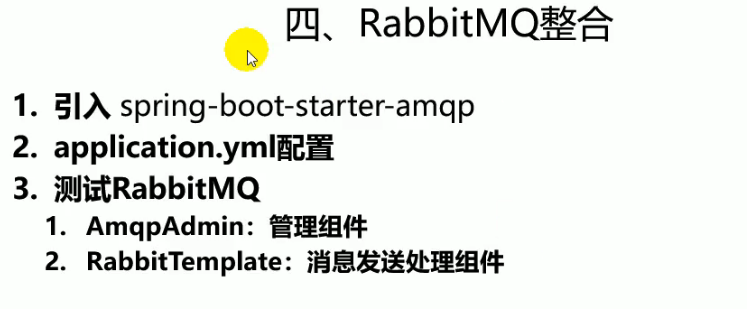 四、RabbitMQ整合
1. 引入 spring-boot-starter-amqp
2. application.yml配置
3. 测试RabbitMQ
1. AmqpAdmin：管理组件
2. RabbitTemplate：消息发送处理组件